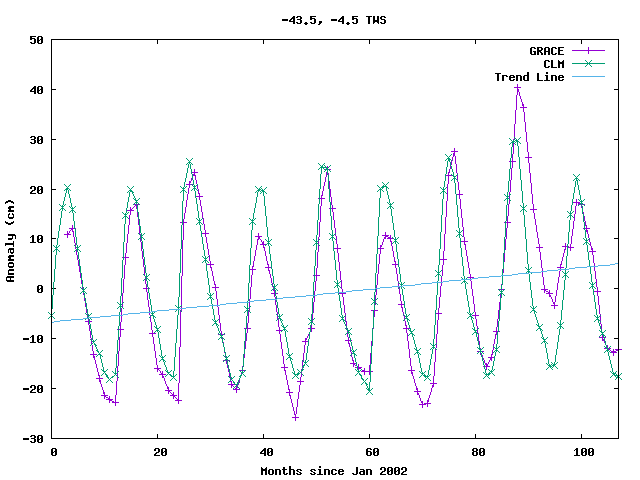 -43.5, -4.5 TWS
GRACE
CLM
Trend Line
50
40
30
20
10
0
-10
-20
-30
Anomaly (cm)
0 20 40 60 80 100
Months since Jan 2002